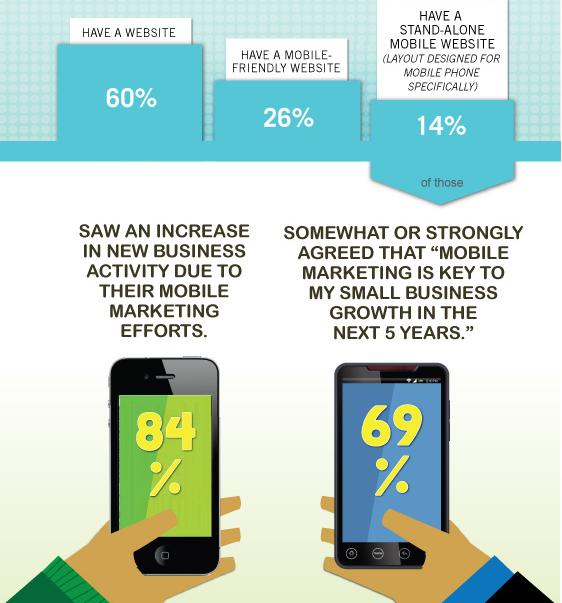 HAVE A WEBSITE
60%
HAVE A MOBILE-
FRIENDLY WEBSITE
26%
HAVE A
STAND-ALONE
MOBILE WEBSITE
(LAYOUT DESIGNED FOR
MOBILE PHONE
SPECIFICALLY)
14%
of those
SAW AN INCREASE
IN NEW BUSINESS
ACTIVITY DUE TO
THEIR MOBILE
MARKETING
EFFORTS.
84
%
SOMEWHAT OR STRONGLY
AGREED THAT “MOBILE
MARKETING IS KEY TO
MY SMALL BUSINESS
GROWTH IN THE
NEXT 5 YEARS.”
69
%